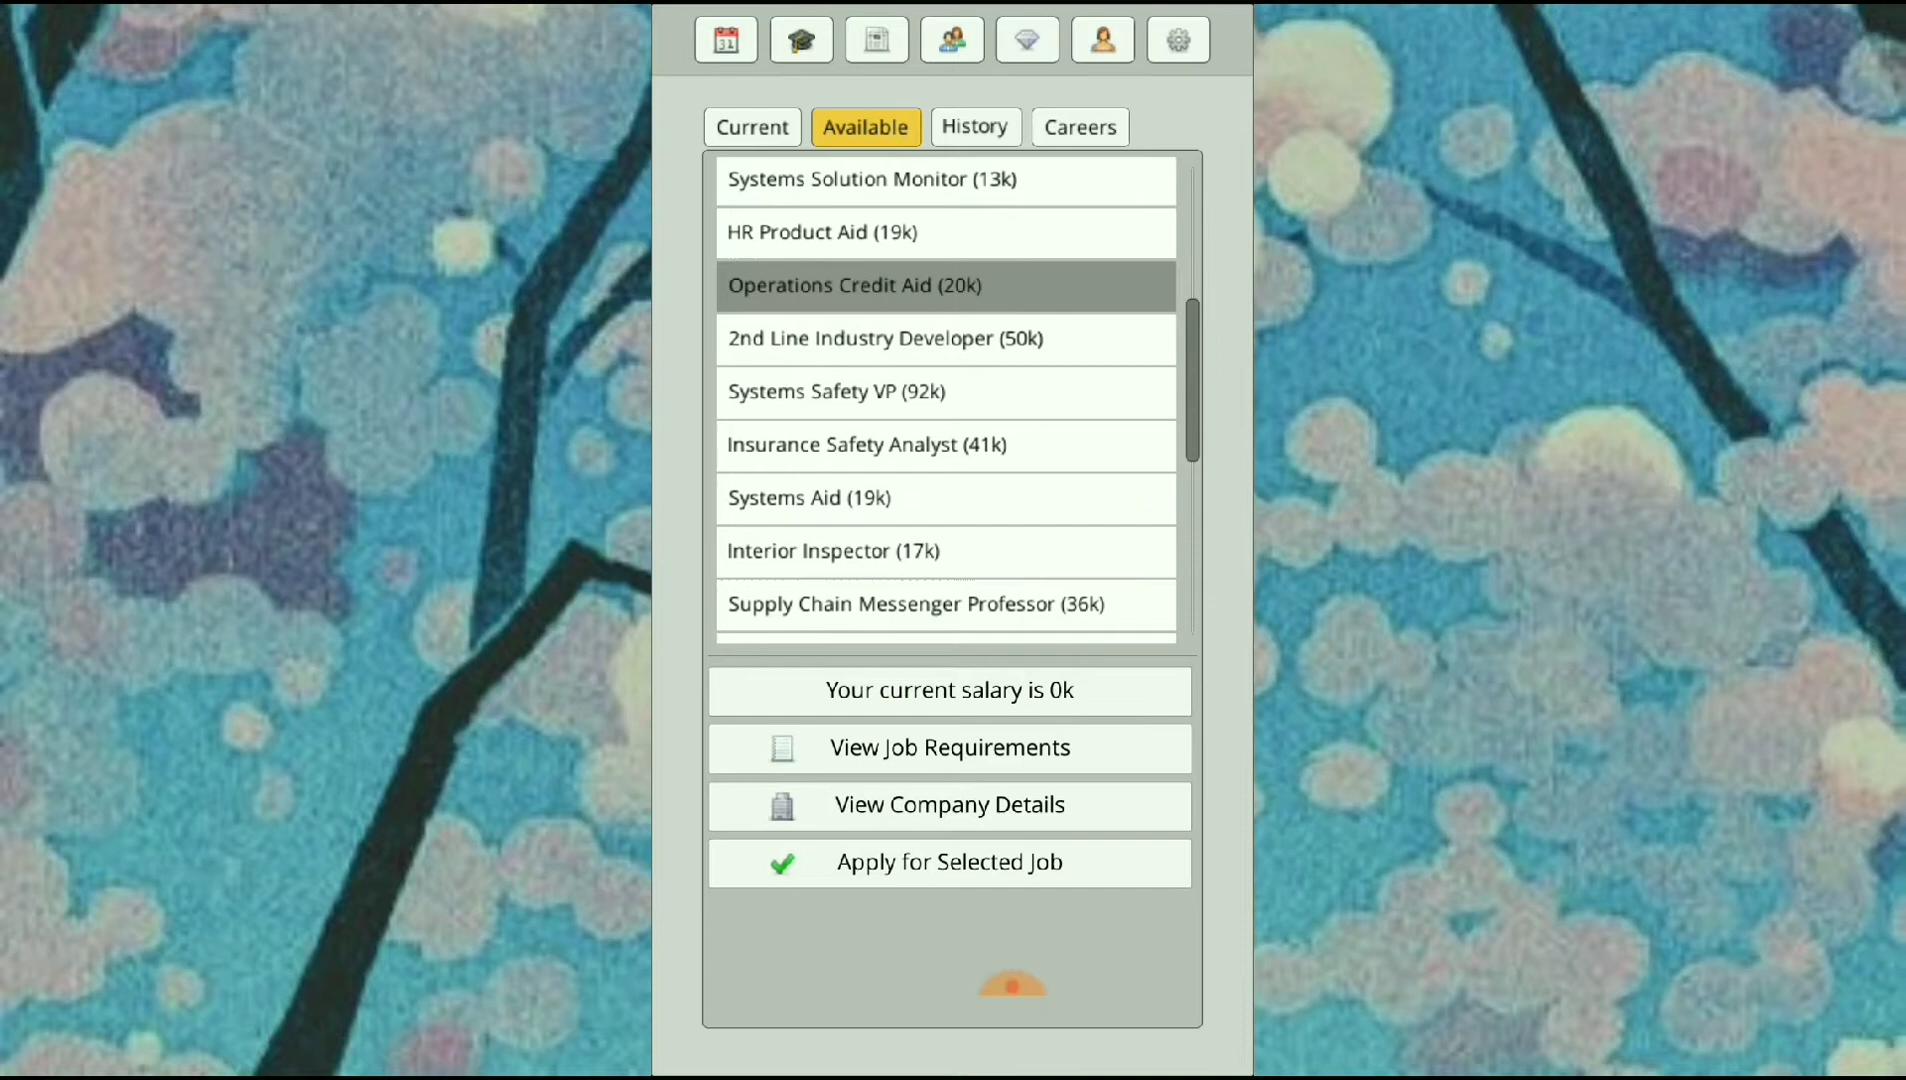 31
Current Available History Careers
Systems Solution Monitor (13k)
HR Product Aid (19k)
Operations Credit Aid (20k)
2nd Line Industry Developer (50k)
Systems Safety VP (92k)
Insurance Safety Analyst (41k)
Systems Aid (19k)
Interior Inspector (17k)
Supply Chain Messenger Professor (36k)
Your current salary is 0k
View Job Requirements
View Company Details
Apply for Selected Job